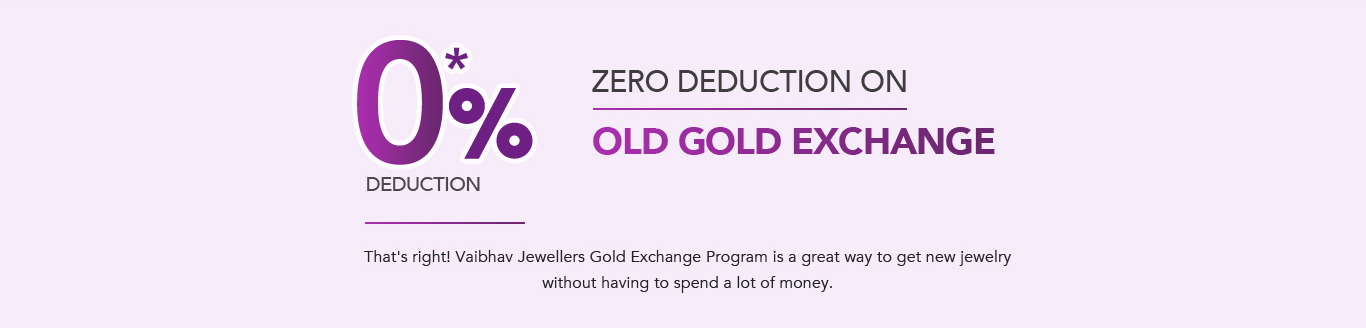 0*%
DEDUCTION
ZERO DEDUCTION ON
OLD GOLD EXCHANGE
That's right! Vaibhav Jewellers Gold Exchange Program is a great way to get new jewelry
without having to spend a lot of money.